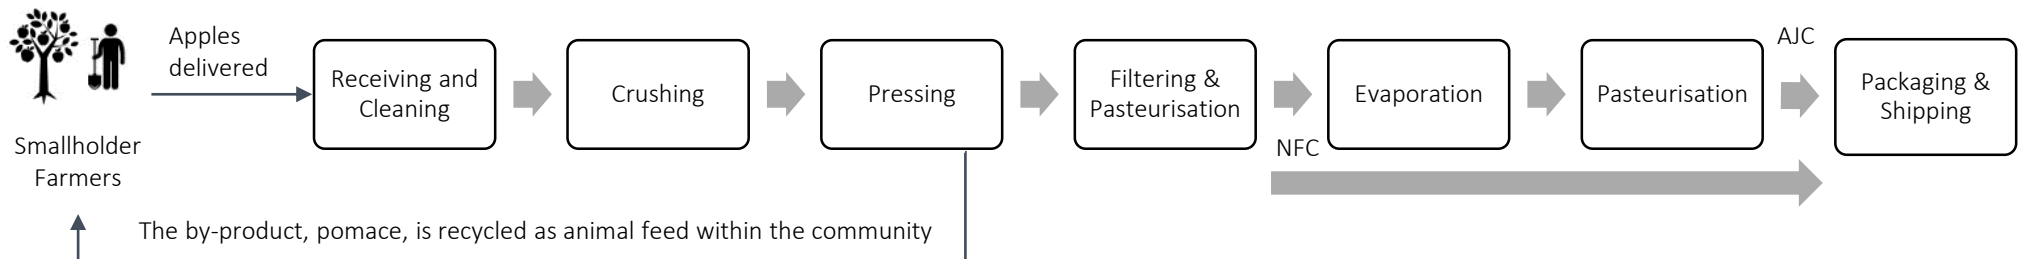 Apples
delivered
Smallholder
Farmers
Receiving and
Cleaning
Crushing
Pressing
Filtering &
Pasteurisation
Evaporation
Pasteurisation
AJC
Packaging &
Shipping
NFC
The by-product, pomace, is recycled as animal feed within the community